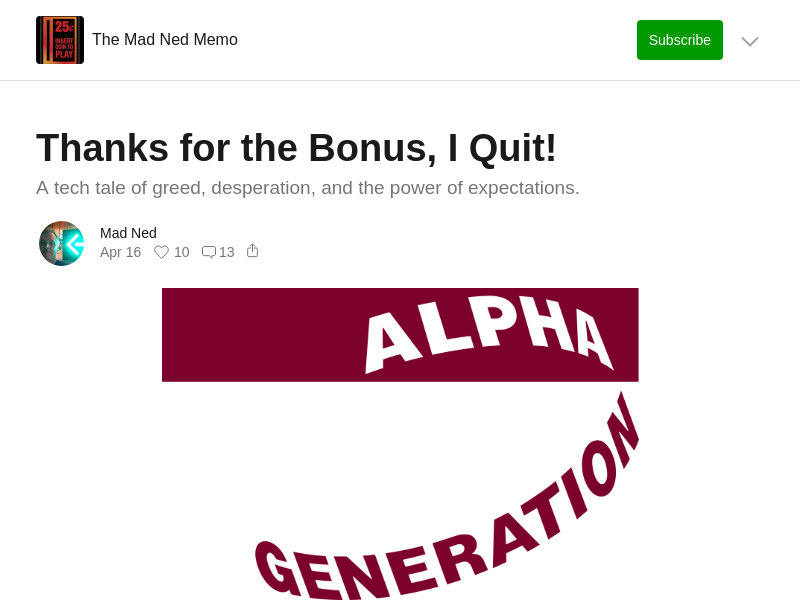 25¢
INSERT
COIN TO
PLAY
The Mad Ned Memo
Subscribe
Thanks for the Bonus, I Quit!
A tech tale of greed, desperation, and the power of expectations.
Mad Ned
Apr 16 10 13
ALPHA
GENERATION